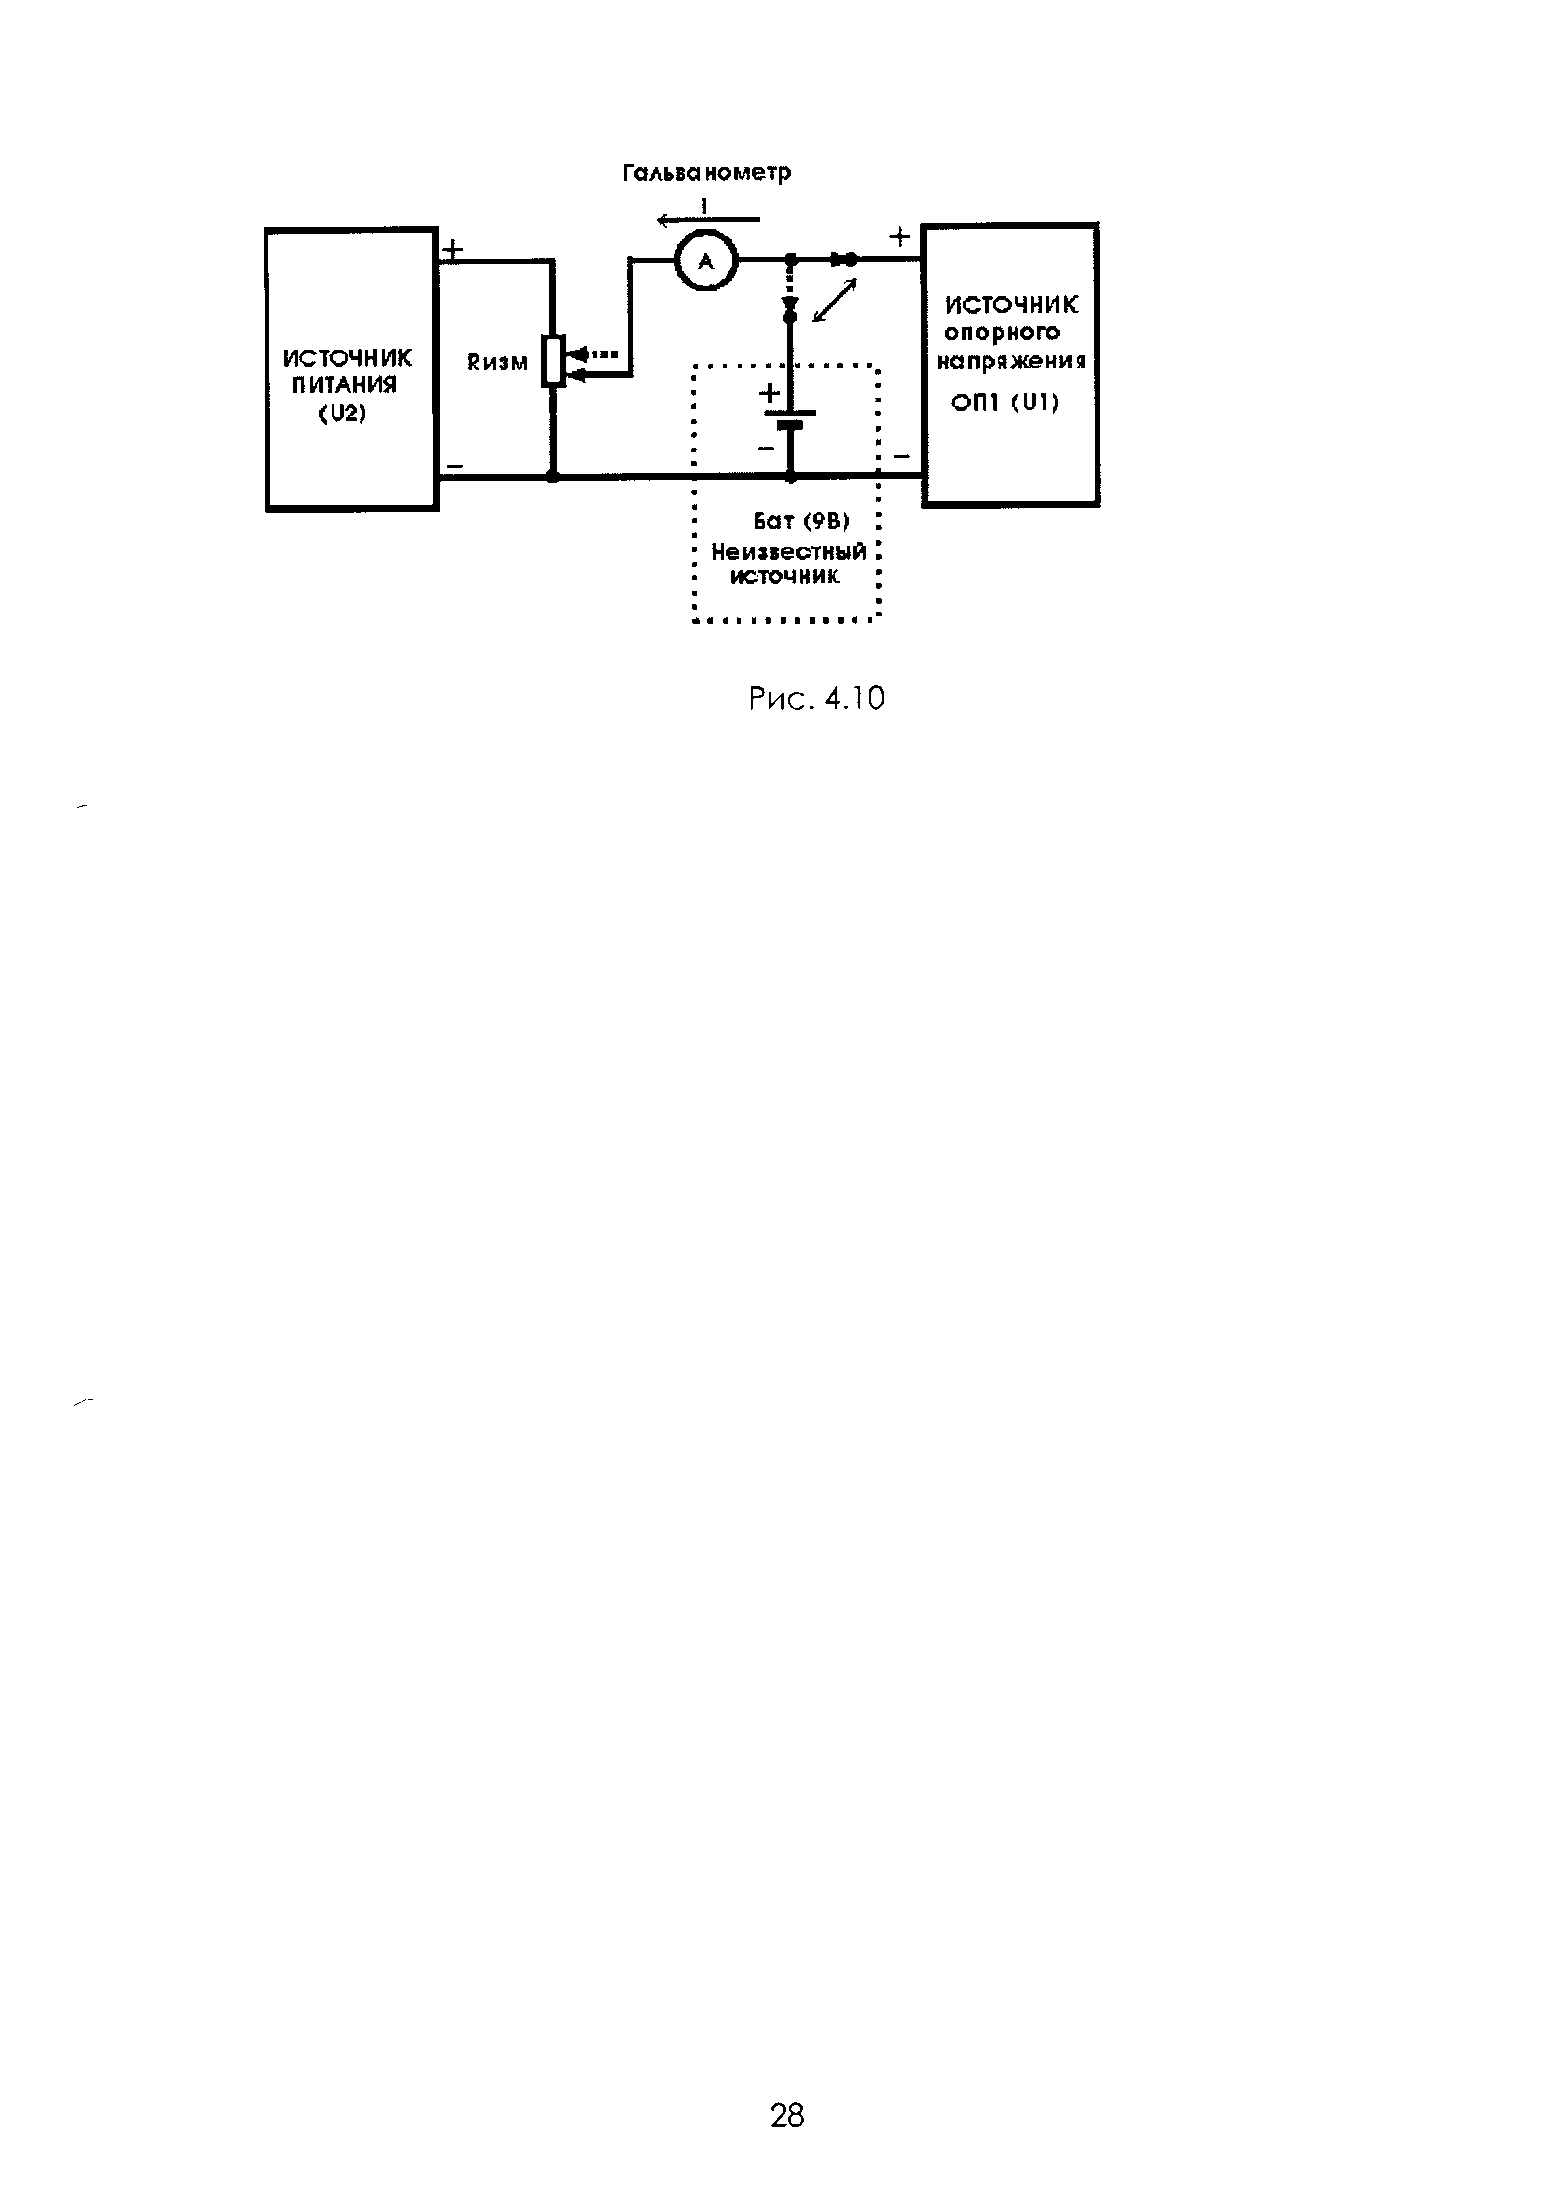 Гальванометр
I
+
+
A
ИСТОЧНИК
опорного
напряжения
ОП1 (U1)
ИСТОЧНИК
ПИТАНИЯ
(U2)
Rизм
+
−
−
−
Бат (9В)
Неизвестный
источник
Рис. 4.10
28